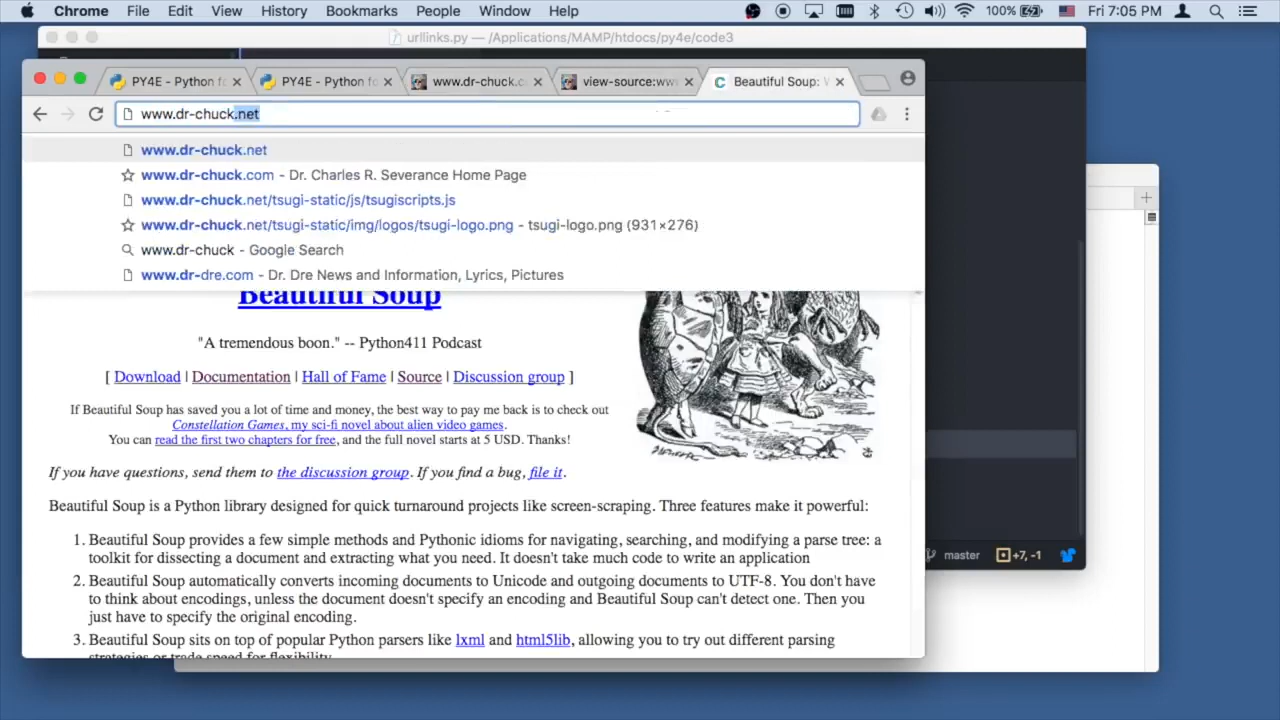 Chrome File Edit View History Bookmarks People Window Help 100% Fri 7:05 PM
urllinks.py — /Applications/MAMP/htdocs/py4e/code3
PY4E - Python fo PY4E - Python fo www.dr-chuck.c view-source:www Beautiful Soup: W
www.dr-chuck.net
www.dr-chuck.net
www.dr-chuck.com - Dr. Charles R. Severance Home Page
www.dr-chuck.net/tsugi-static/js/tsugiscripts.js
www.dr-chuck.net/tsugi-static/img/logos/tsugi-logo.png - tsugi-logo.png (931×276)
www.dr-chuck - Google Search
www.dr-dre.com - Dr. Dre News and Information, Lyrics, Pictures
Beautiful Soup
"A tremendous boon." -- Python411 Podcast
[ Download | Documentation | Hall of Fame | Source | Discussion group ]
If Beautiful Soup has saved you a lot of time and money, the best way to pay me back is to check out
Constellation Games, my sci-fi novel about alien video games.
You can read the first two chapters for free, and the full novel starts at 5 USD. Thanks!
If you have questions, send them to the discussion group. If you find a bug, file it.
Beautiful Soup is a Python library designed for quick turnaround projects like screen-scraping. Three features make it powerful:
1. Beautiful Soup provides a few simple methods and Pythonic idioms for navigating, searching, and modifying a parse tree: a
toolkit for dissecting a document and extracting what you need. It doesn't take much code to write an application
2. Beautiful Soup automatically converts incoming documents to Unicode and outgoing documents to UTF-8. You don't have
to think about encodings, unless the document doesn't specify an encoding and Beautiful Soup can't detect one. Then you
just have to specify the original encoding.
3. Beautiful Soup sits on top of popular Python parsers like lxml and html5lib, allowing you to try out different parsing
strategies or trade speed for flexibility.
master +7, -1